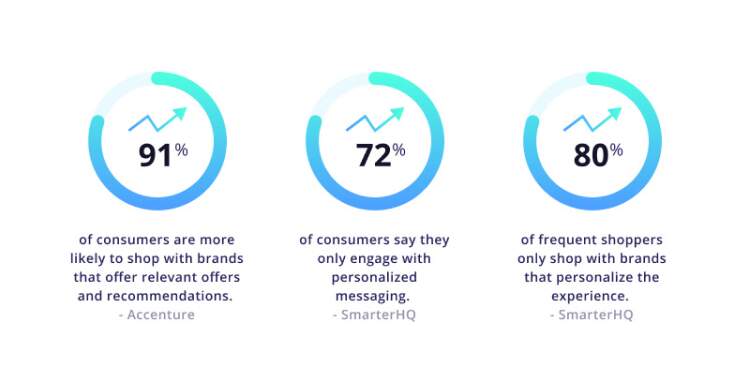 91%
of consumers are more
likely to shop with brands
that offer relevant offers
and recommendations.
- Accenture
72%
of consumers say they
only engage with
personalized
messaging.
- SmarterHQ
80%
of frequent shoppers
only shop with brands
that personalize the
experience.
- SmarterHQ